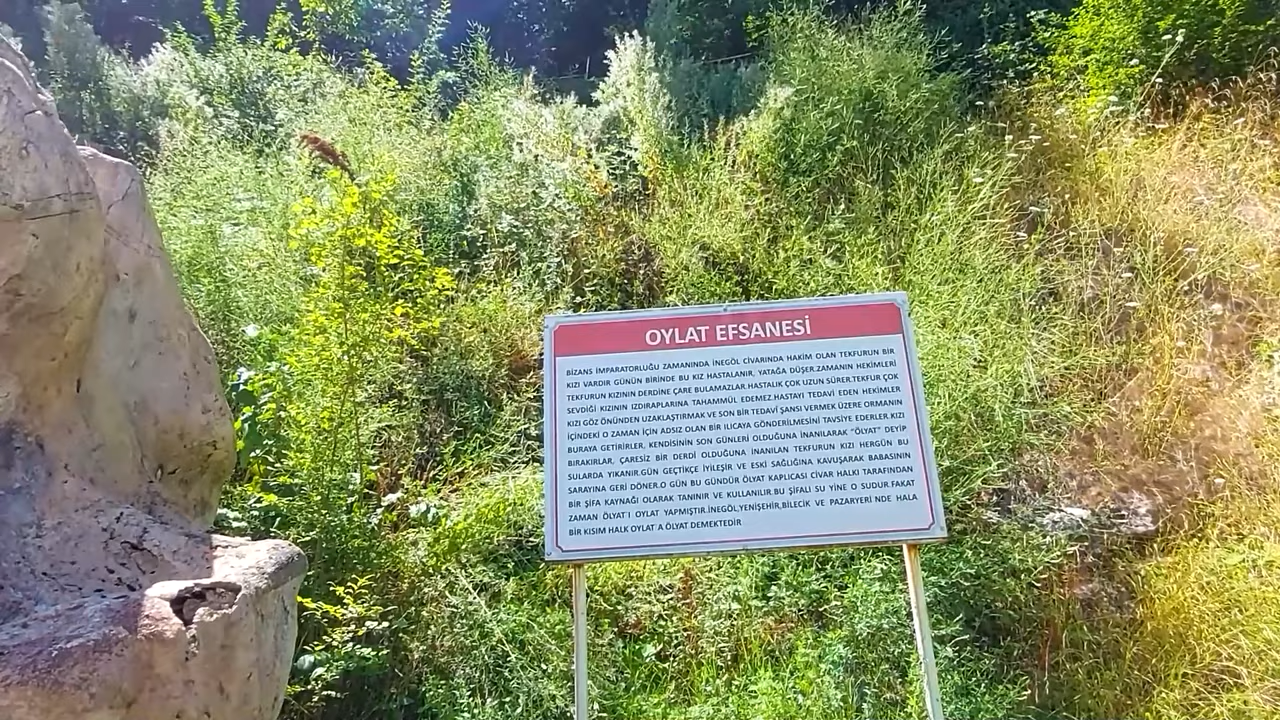 OYLAT EFSANESİ
BİZANS İMPARATORLUĞU ZAMANINDA İNEGÖL CİVARINDA HAKİM OLAN TEKFURUN BİR
KIZI VARDIR GÜNÜN BİRİNDE BU KIZ HASTALANIR, YATAĞA DÜŞER.ZAMANIN HEKİMLERİ
TEKFURUN KIZININ DERDİNE ÇARE BULAMAZLAR.HASTALIK ÇOK UZUN SÜRER.TEKFUR ÇOK
SEVDİĞİ KIZININ IZDIRAPLARINA TAHAMMÜL EDEMEZ.HASTAYI TEDAVİ EDEN HEKİMLER
KIZI GÖZ ÖNÜNDEN UZAKLAŞTIRMAK VE SON BİR TEDAVİ ŞANSI VERMEK ÜZERE ORMANIN
İÇİNDEKİ O ZAMAN İÇİN ADSIZ OLAN BİR ILICAYA GÖNDERİLMESİNİ TAVSİYE EDERLER.KIZI
BURAYA GETİRİRLER, KENDİSİNİN SON GÜNLERİ OLDUĞUNA İNANILARAK "ÖLYAT" DEYİP
BIRAKIRLAR, ÇARESİZ BİR DERDİ OLDUĞUNA İNANILAN TEKFURUN KIZI HERGÜN BU
SULARDA YIKANIR.GÜN GEÇTİKÇE İYİLEŞİR VE ESKİ SAĞLIĞINA KAVUŞARAK BABASININ
SARAYINA GERİ DÖNER.O GÜN BU GÜNDÜR ÖLYAT KAPLICASI CİVAR HALKI TARAFINDAN
BİR ŞİFA KAYNAĞI OLARAK TANINIR VE KULLANILIR.BU ŞİFALI SU YİNE O SUDUR.FAKAT
ZAMAN ÖLYAT'I OYLAT YAPMIŞTIR.İNEGÖL,YENİŞEHİR,BİLECİK VE PAZARYERİ NDE HALA
BİR KISIM HALK OYLAT'A ÖLYAT DEMEKTEDİR